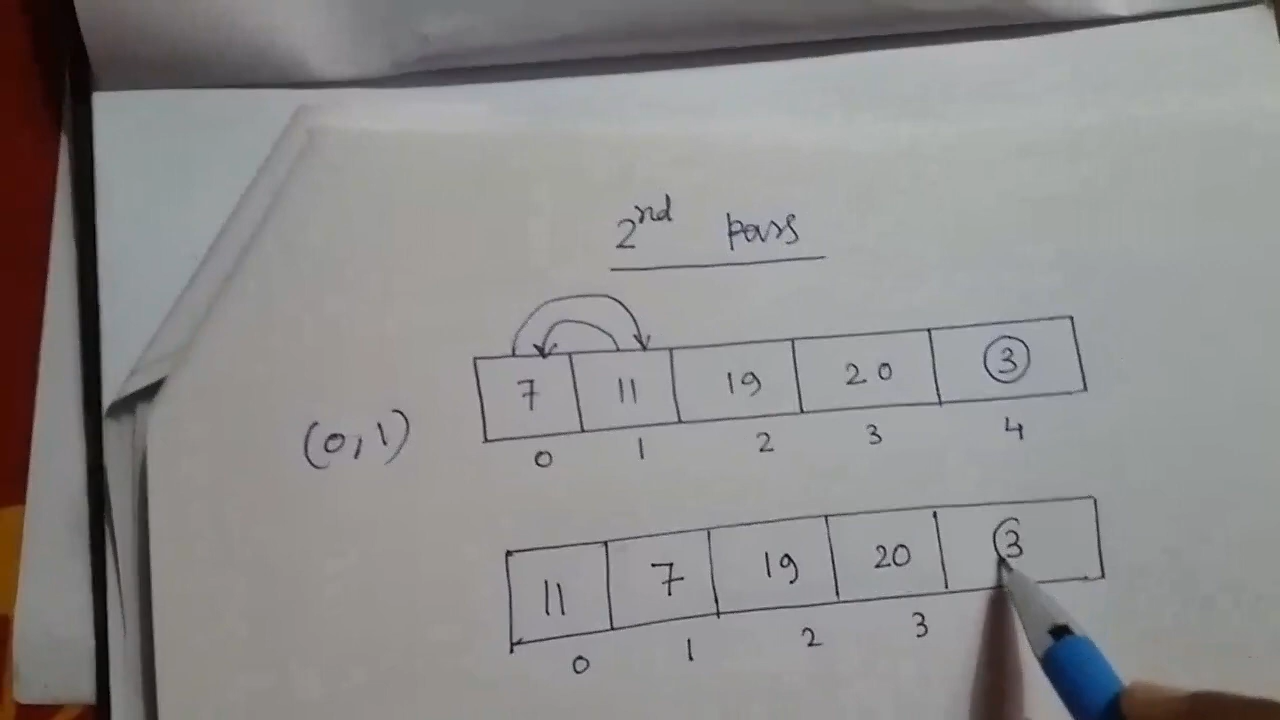 2nd pass
7 11 19 20 3
(0,1)
0 1 2 3 4
11 7 19 20 3
0 1 2 3